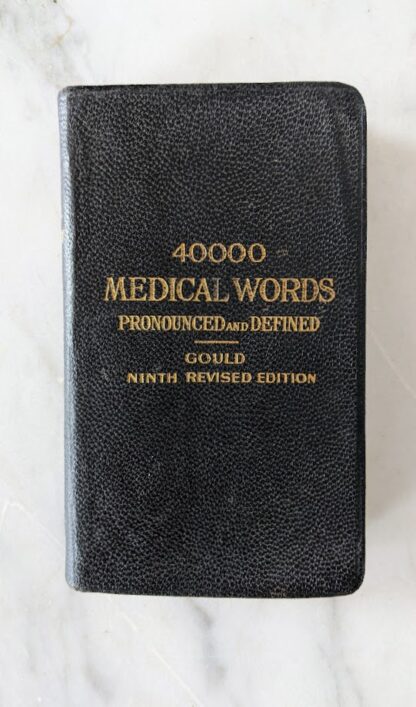 40000
MEDICAL WORDS
PRONOUNCED AND DEFINED
GOULD
NINTH REVISED EDITION